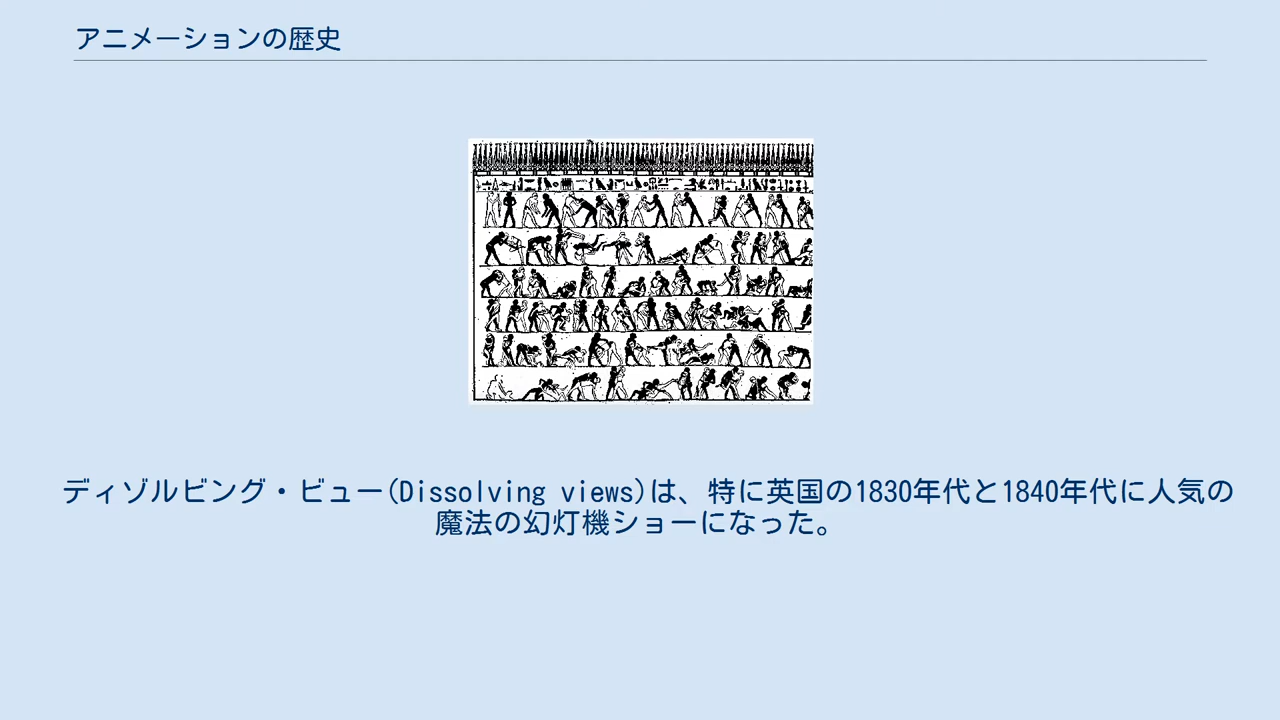 アニメーションの歴史
ディゾルビング・ビュー(Dissolving views)は、特に英国の1830年代と1840年代に人気の
魔法の幻灯機ショーになった。